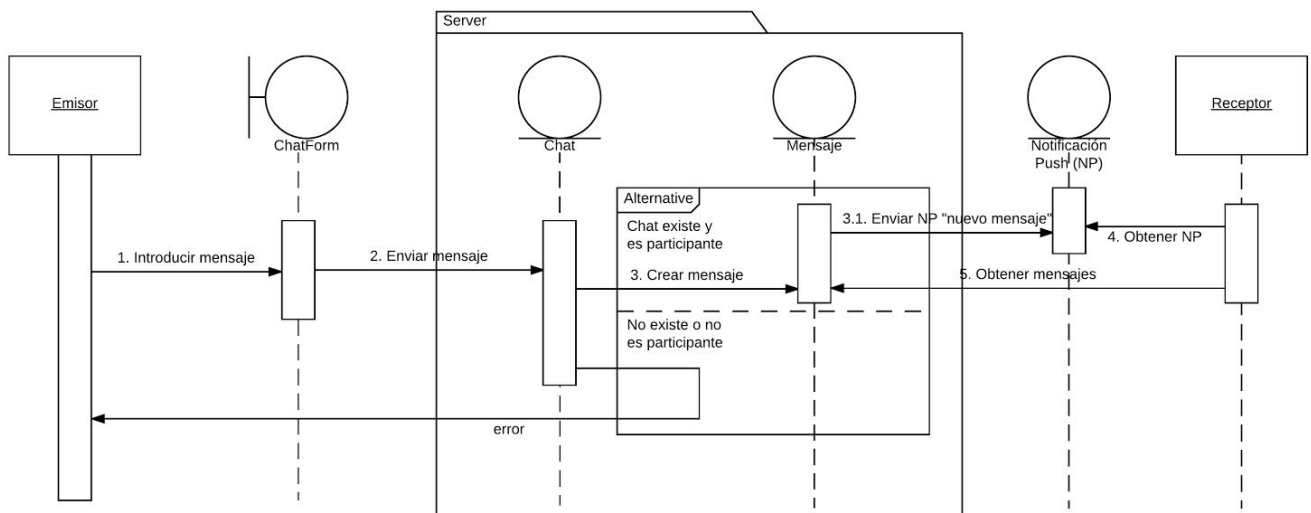 Server
Emisor
ChatForm
Chat
Mensaje
Notificación
Push (NP)
Receptor
Alternative
Chat existe y
es participante
3.1. Enviar NP "nuevo mensaje"
4. Obtener NP
1. Introducir mensaje
2. Enviar mensaje
3. Crear mensaje
5. Obtener mensajes
No existe o no
es participante
error